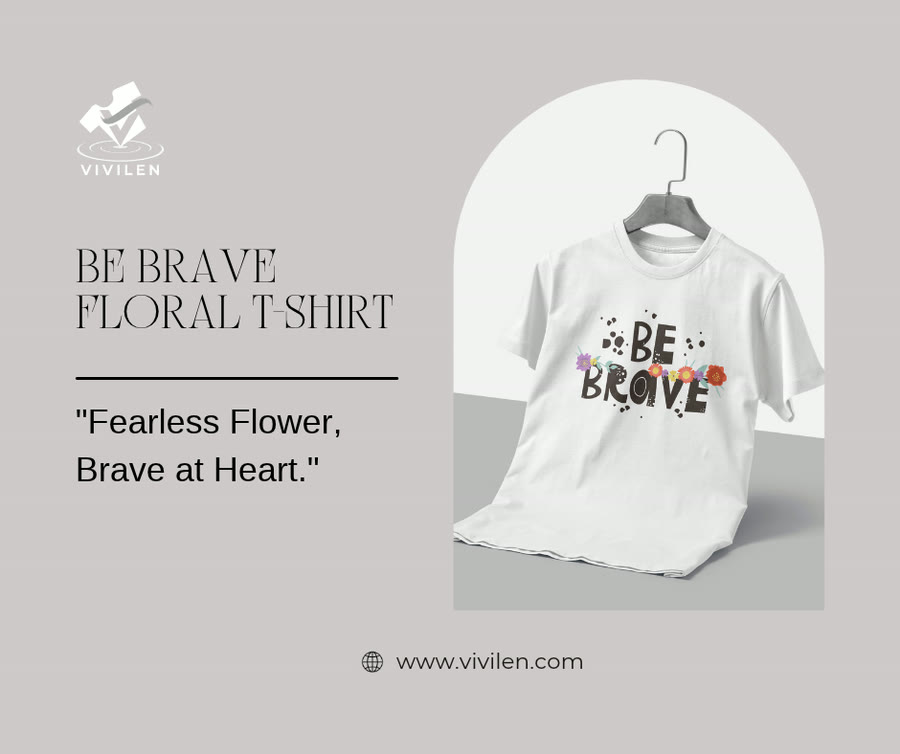 VIVILEN
BE BRAVE
FLORAL T-SHIRT
"Fearless Flower,
Brave at Heart."
BE
BRAVE
www.vivilen.com